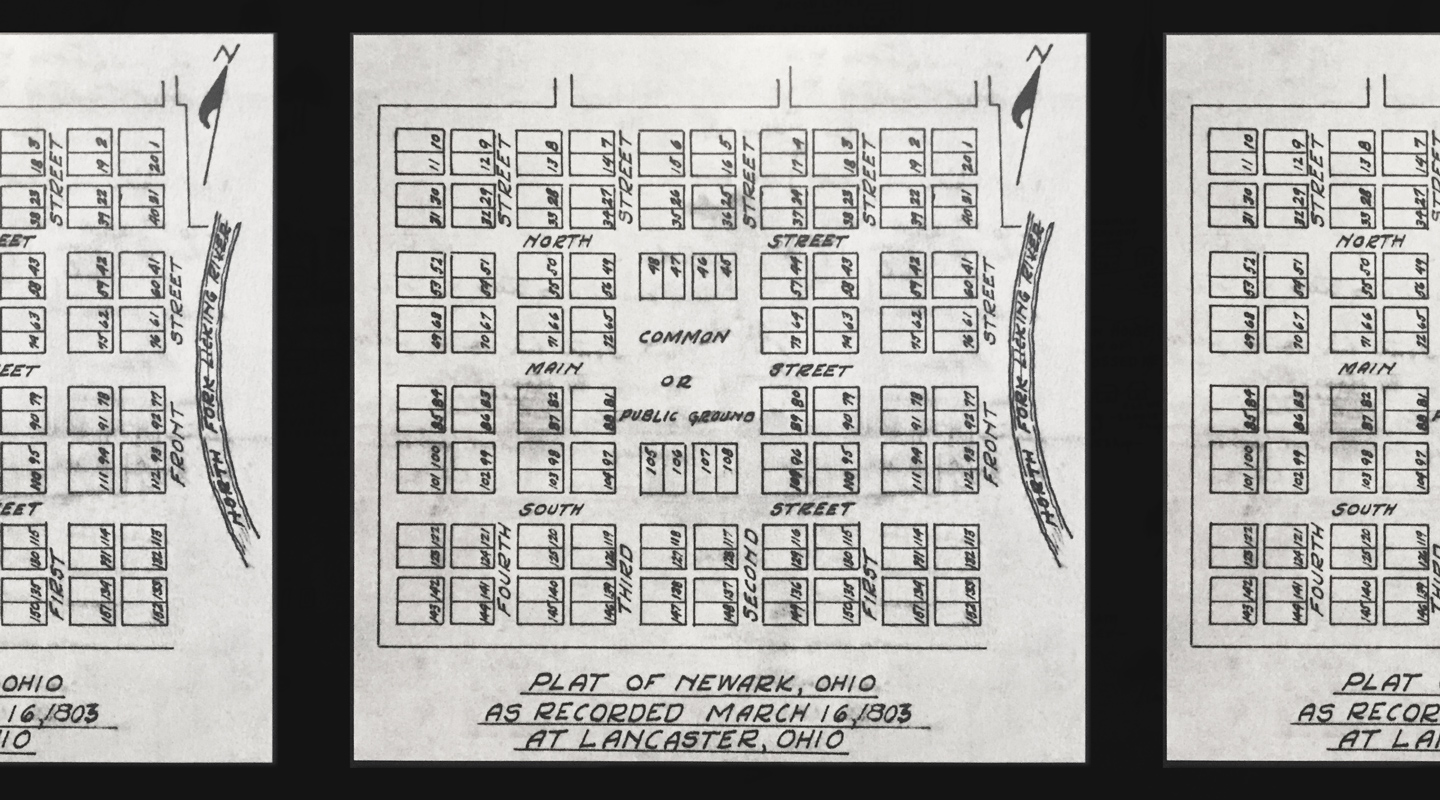 N
10 9 8 7 6 5 4 3 2 1
11 12 13 14 15 16 17 18 19 20
30 29 28 27 26 25 24 23 22 21
31 32 33 34 35 36 37 38 39 40
STREET STREET STREET
NORTH STREET
52 51 50 49 48 47 46 45 44 43 42 41
53 54 55 56 57 58 59 60
STREET
68 67 66 65 64 63 62 61
69 70 71 72 73 74 75 76
COMMON
OR
PUBLIC GROUND
MAIN STREET
84 83 82 81 80 79 78 77
85 86 87 88 89 90 91 92
FRONT
100 99 98 97 105 106 107 108 96 95 94 93
101 102 103 104 109 110 111 112
SOUTH STREET
122 121 120 119 118 117 116 115 114 113
123 124 125 126 127 128 129 130 131 132
FOURTH THIRD SECOND FIRST
142 141 140 139 138 137 136 135 134 133
143 144 145 146 147 148 149 150 151 152
NORTH FORK LICKING RIVER
PLAT OF NEWARK, OHIO
AS RECORDED MARCH 16, 1803
AT LANCASTER, OHIO